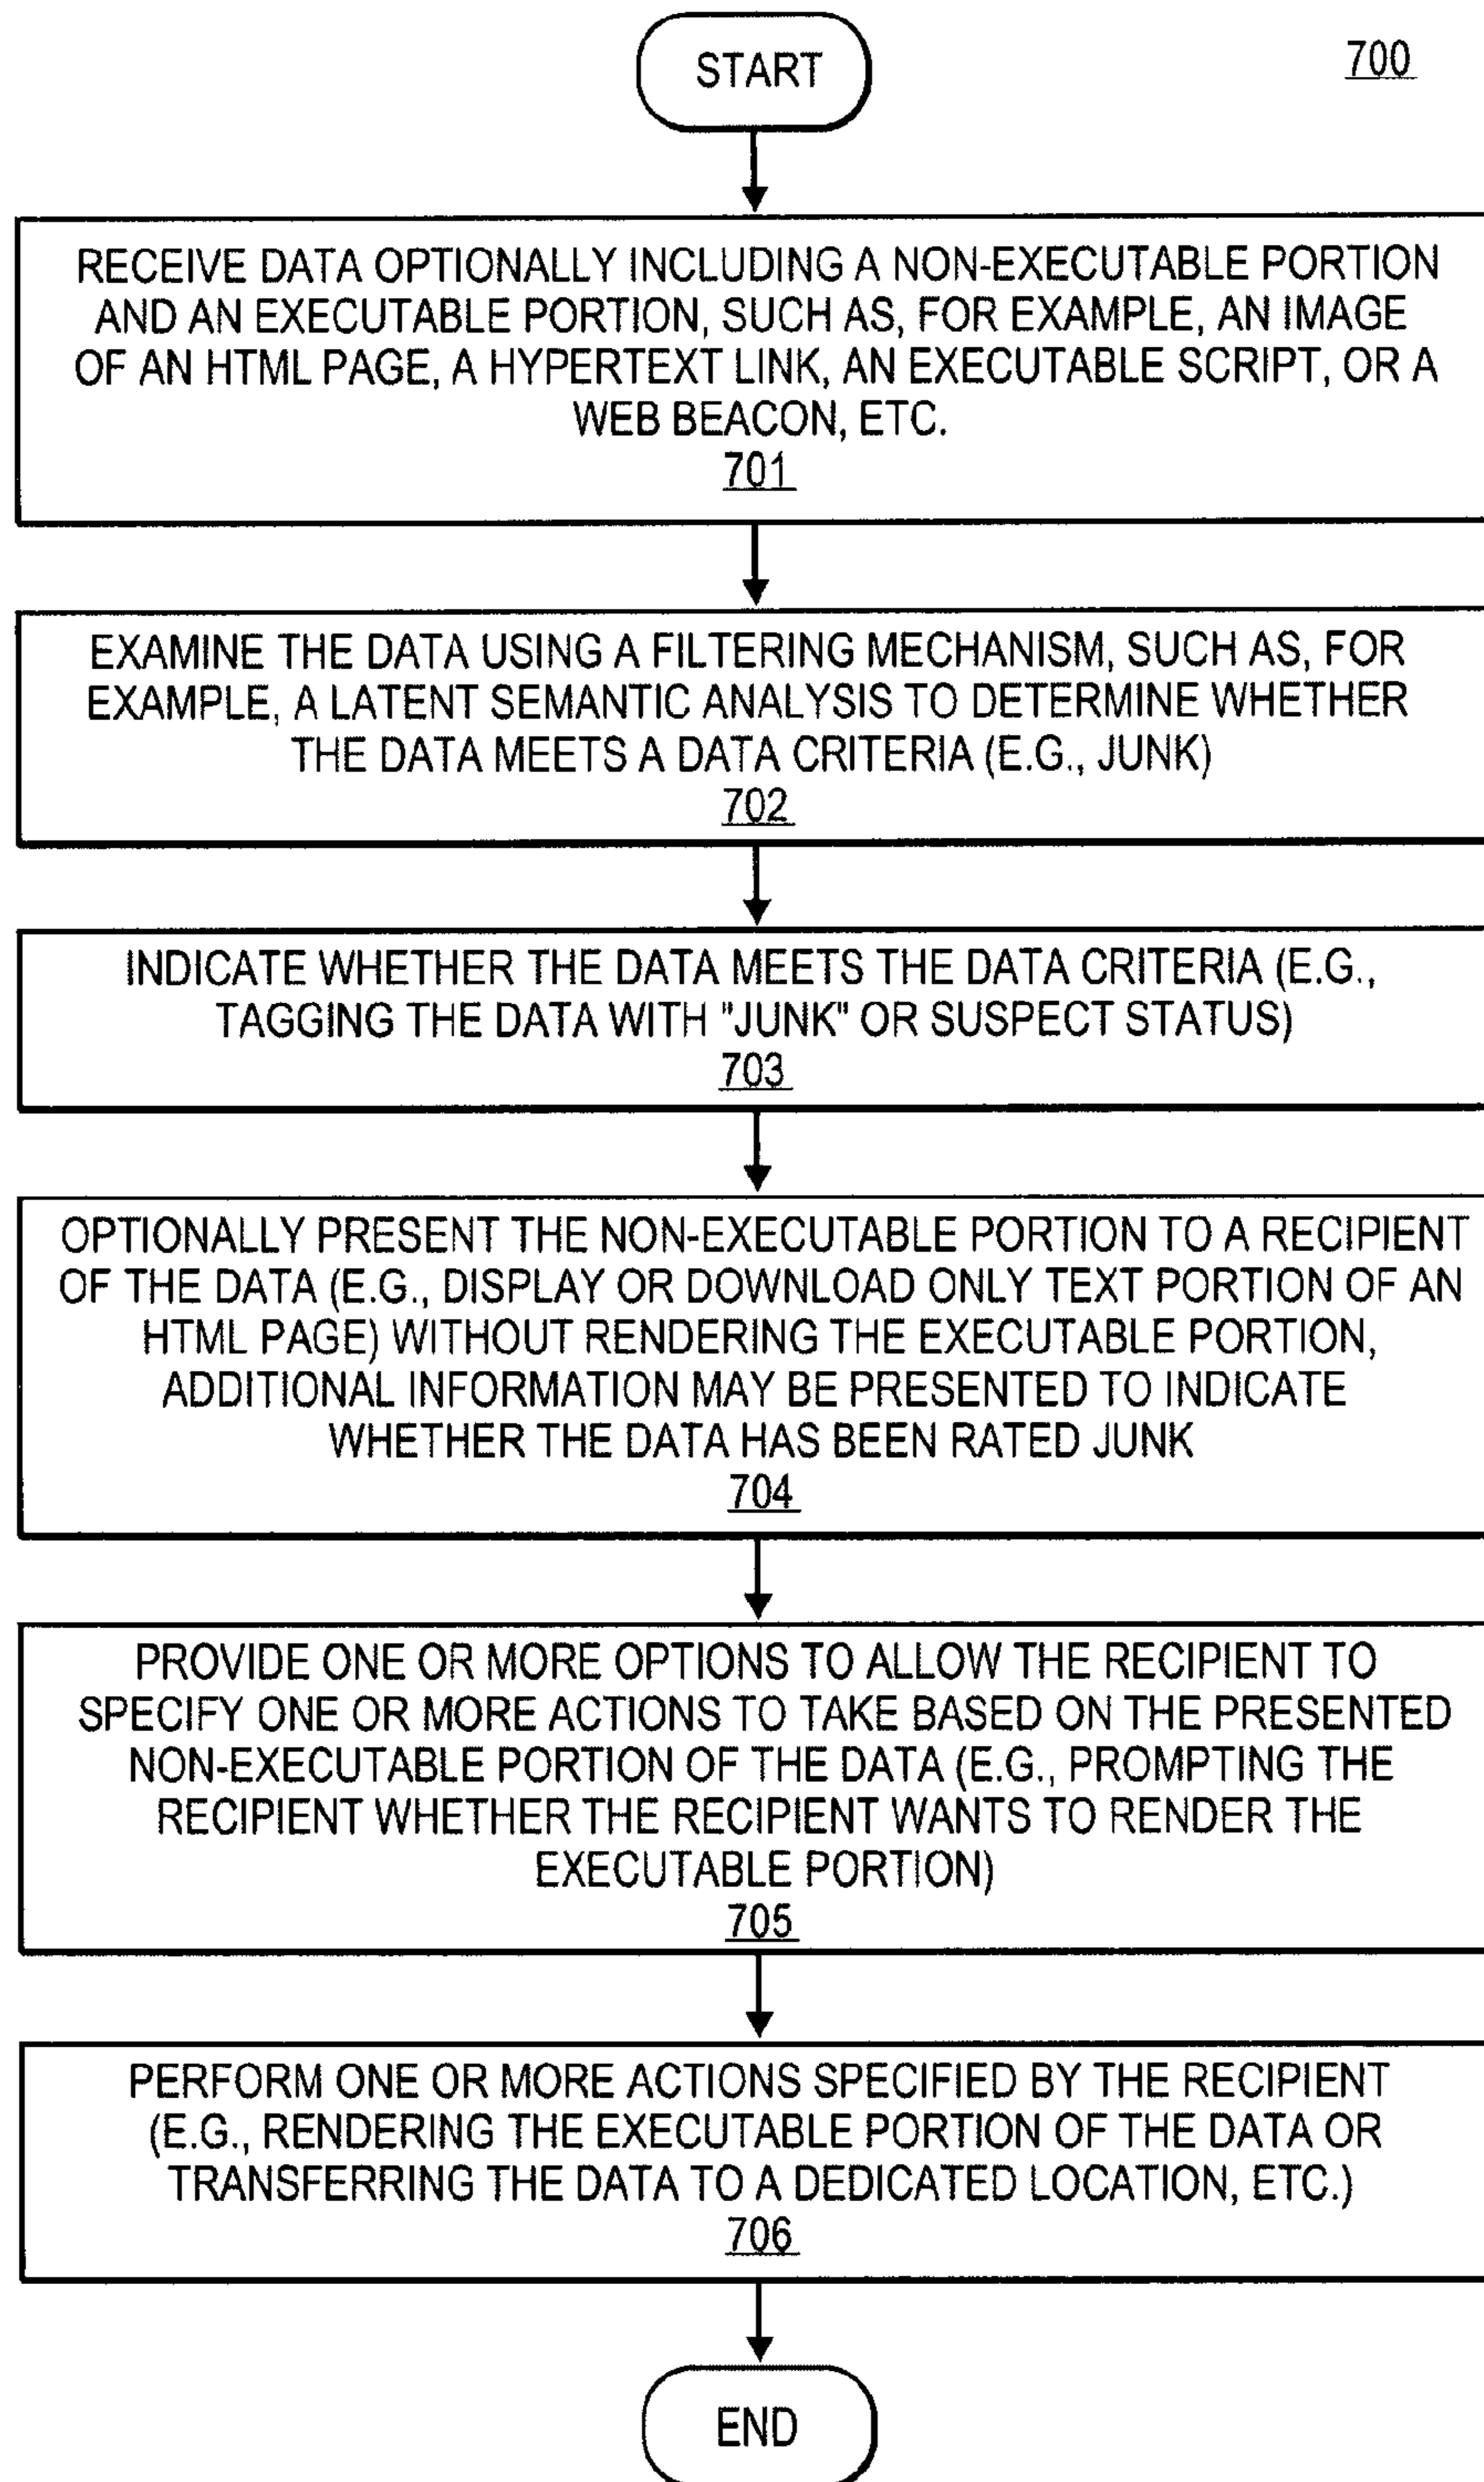 START
700
RECEIVE DATA OPTIONALLY INCLUDING A NON-EXECUTABLE PORTION
AND AN EXECUTABLE PORTION, SUCH AS, FOR EXAMPLE, AN IMAGE
OF AN HTML PAGE, A HYPERTEXT LINK, AN EXECUTABLE SCRIPT, OR A
WEB BEACON, ETC.
701
EXAMINE THE DATA USING A FILTERING MECHANISM, SUCH AS, FOR
EXAMPLE, A LATENT SEMANTIC ANALYSIS TO DETERMINE WHETHER
THE DATA MEETS A DATA CRITERIA (E.G., JUNK)
702
INDICATE WHETHER THE DATA MEETS THE DATA CRITERIA (E.G.,
TAGGING THE DATA WITH "JUNK" OR SUSPECT STATUS)
703
OPTIONALLY PRESENT THE NON-EXECUTABLE PORTION TO A RECIPIENT
OF THE DATA (E.G., DISPLAY OR DOWNLOAD ONLY TEXT PORTION OF AN
HTML PAGE) WITHOUT RENDERING THE EXECUTABLE PORTION,
ADDITIONAL INFORMATION MAY BE PRESENTED TO INDICATE
WHETHER THE DATA HAS BEEN RATED JUNK
704
PROVIDE ONE OR MORE OPTIONS TO ALLOW THE RECIPIENT TO
SPECIFY ONE OR MORE ACTIONS TO TAKE BASED ON THE PRESENTED
NON-EXECUTABLE PORTION OF THE DATA (E.G., PROMPTING THE
RECIPIENT WHETHER THE RECIPIENT WANTS TO RENDER THE
EXECUTABLE PORTION)
705
PERFORM ONE OR MORE ACTIONS SPECIFIED BY THE RECIPIENT
(E.G., RENDERING THE EXECUTABLE PORTION OF THE DATA OR
TRANSFERRING THE DATA TO A DEDICATED LOCATION, ETC.)
706
END